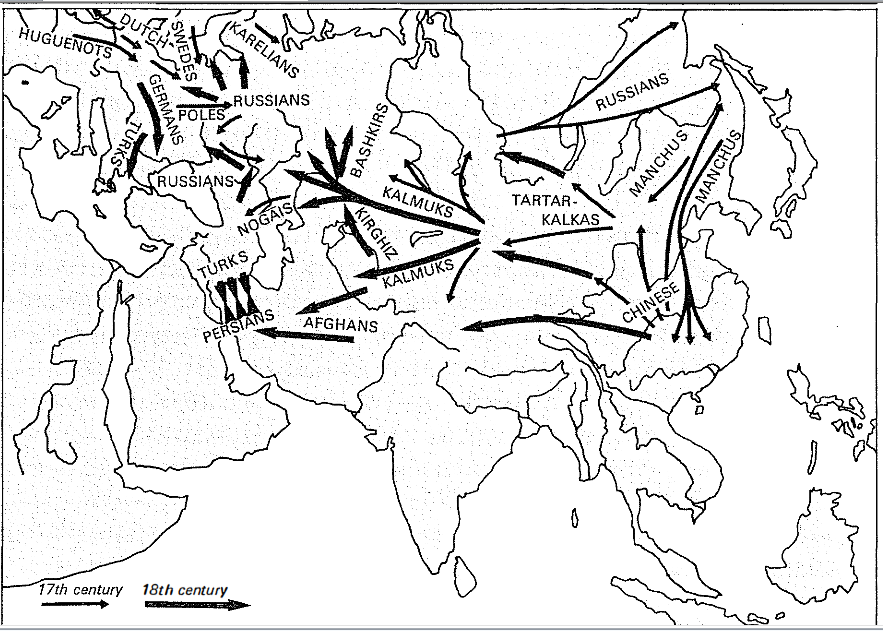 HUGUENOTS
DUTCH
SWEDES
KARELIANS
GERMANS
POLES
RUSSIANS
TURKS
RUSSIANS
BASHKIRS
NOGAIS
KIRGHIZ
KALMUKS
KALMUKS
TURKS
PERSIANS
AFGHANS
TARTAR-
KALKAS
RUSSIANS
MANCHUS
MANCHUS
CHINESE
17th century
18th century